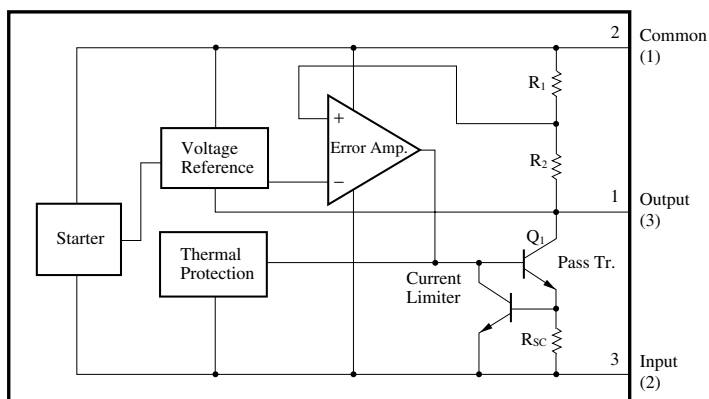 2 Common
(1)
R1
+
Error Amp.
−
Voltage
Reference
R2
1 Output
(3)
Starter
Thermal
Protection
Q1
Pass Tr.
Current
Limiter
RSC
3 Input
(2)